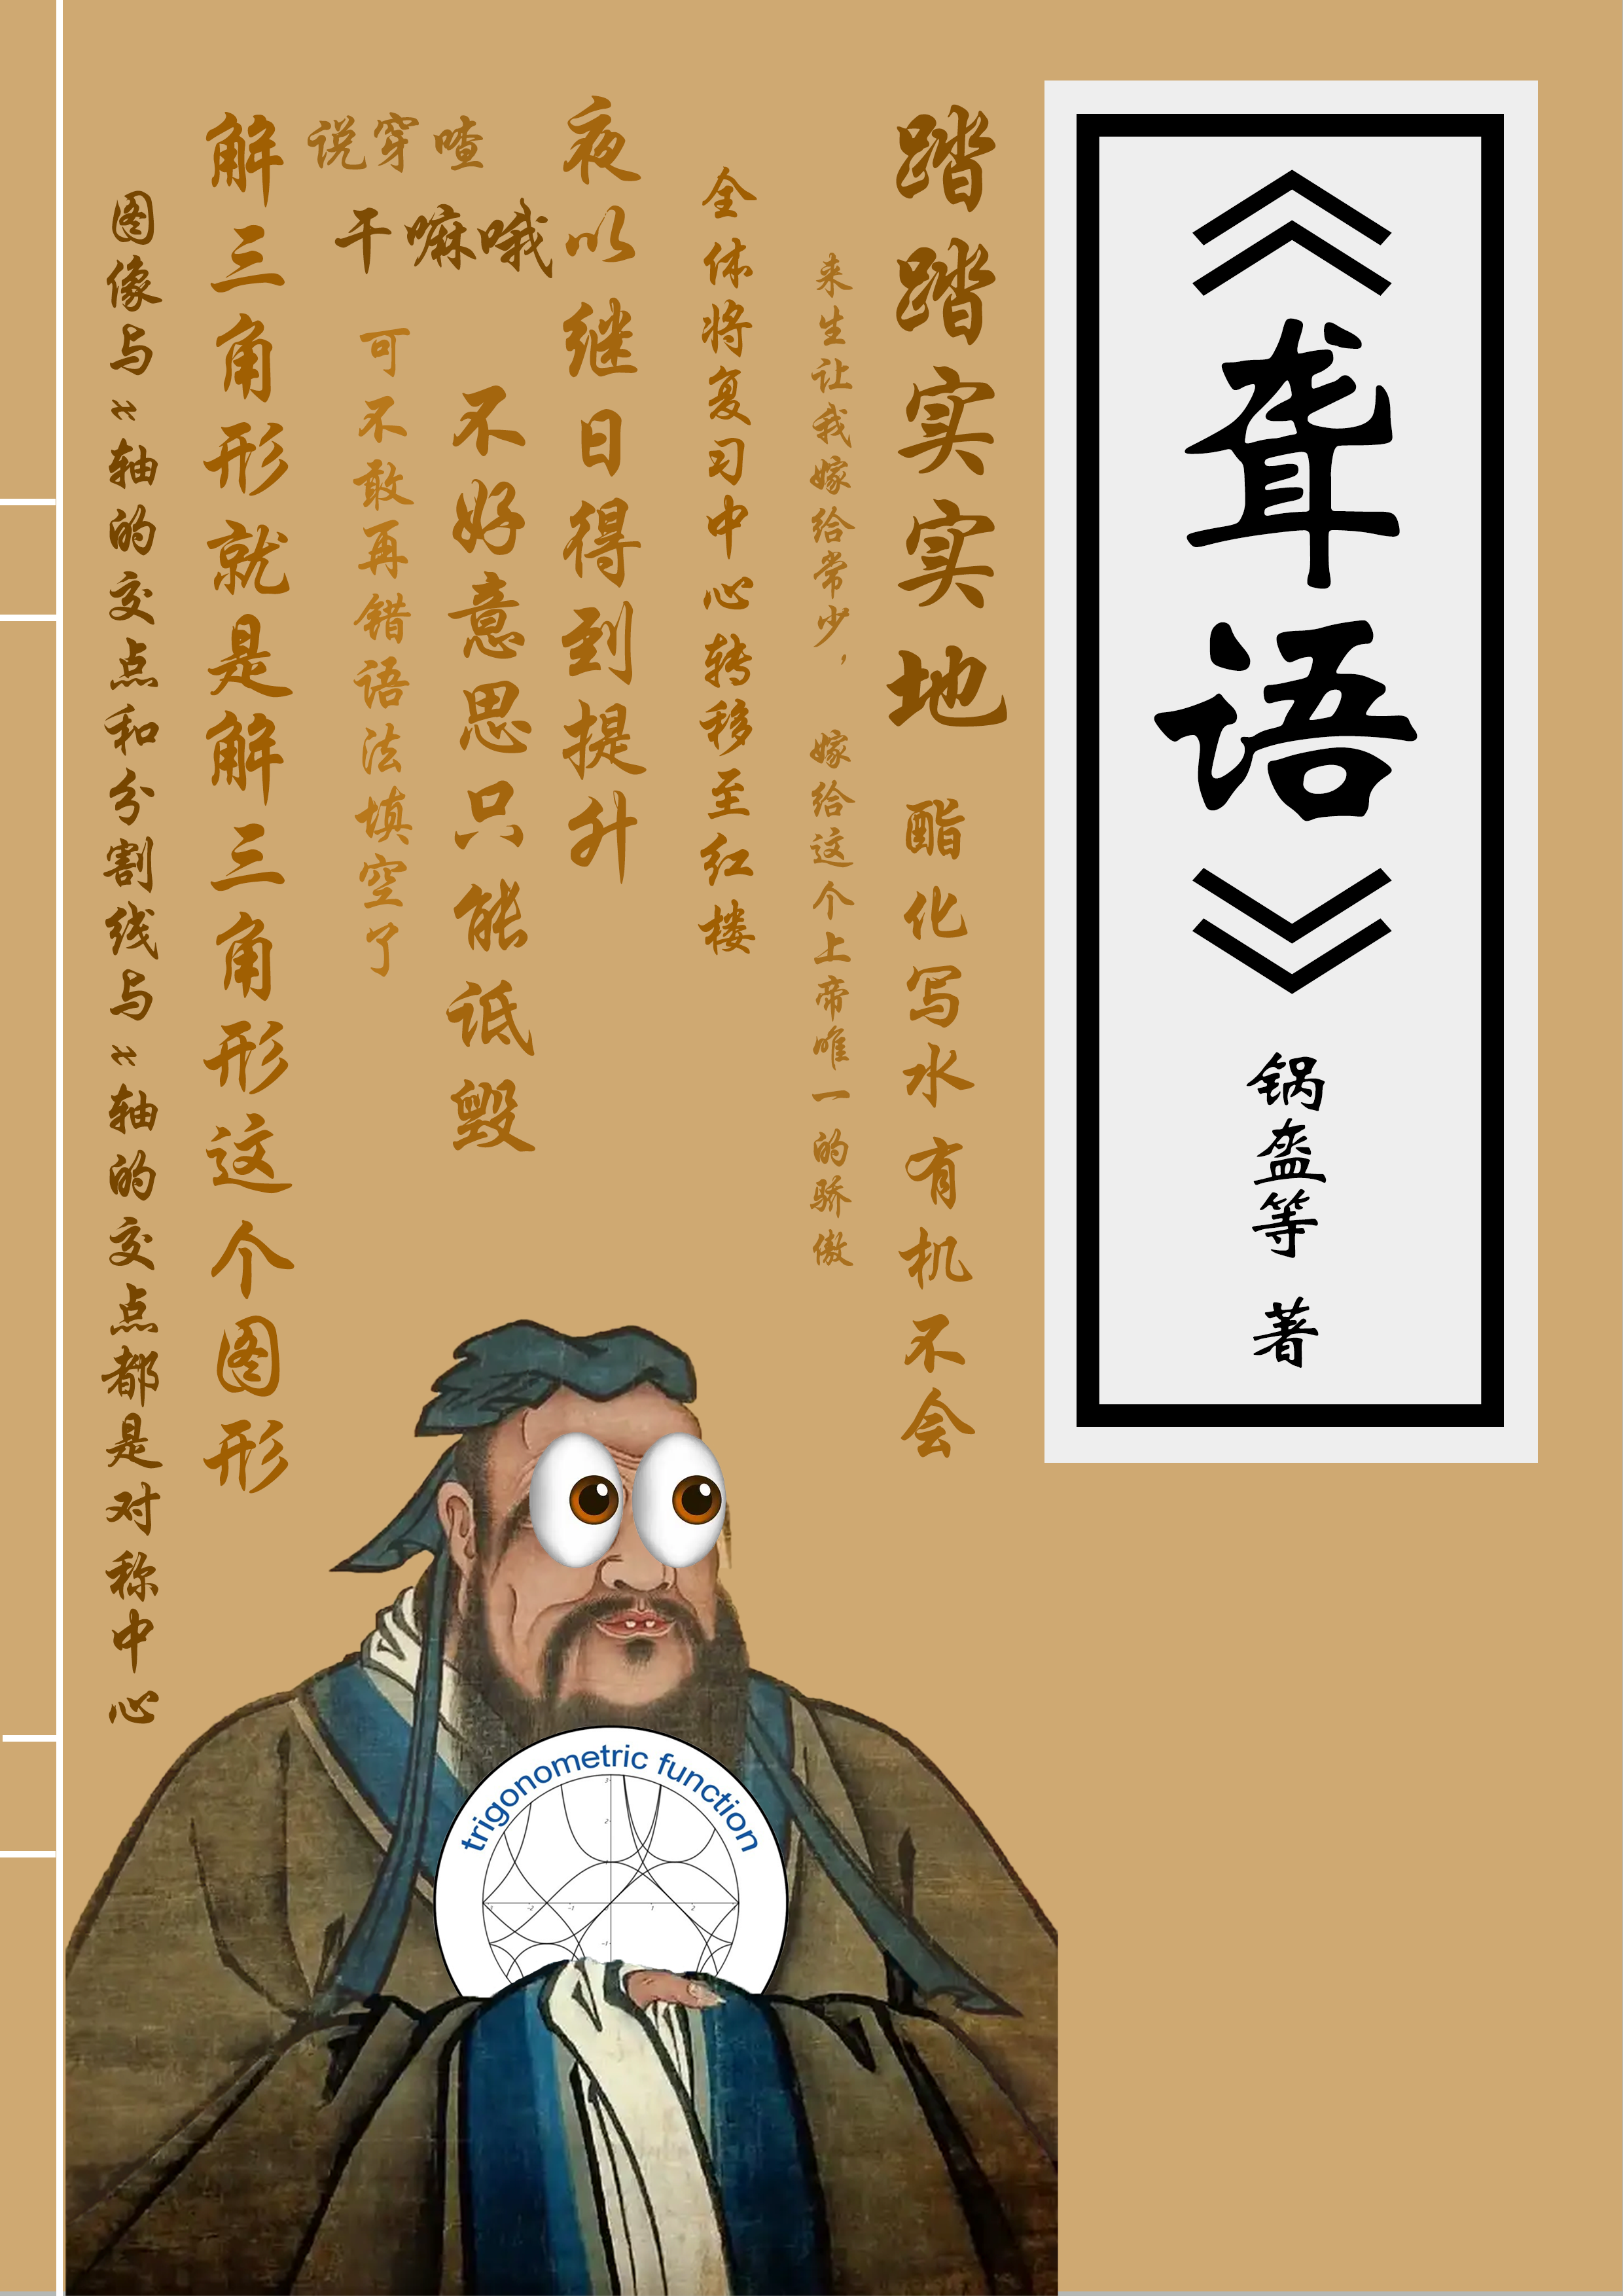 《聋语》
锅盔等 著
踏踏实实地
酯化写水有机不会
来生让我嫁给常少，嫁给这个上帝唯一的骄傲
全体将复习中心转移至红楼
夜以继日得到提升
不好意思只能诋毁
说穿喳
干嘛哦
可不敢再错语法填空了
解三角形就是解三角形这个图形
图像与x轴的交点和分割线与x轴的交点都是对称中心
trigonometric function